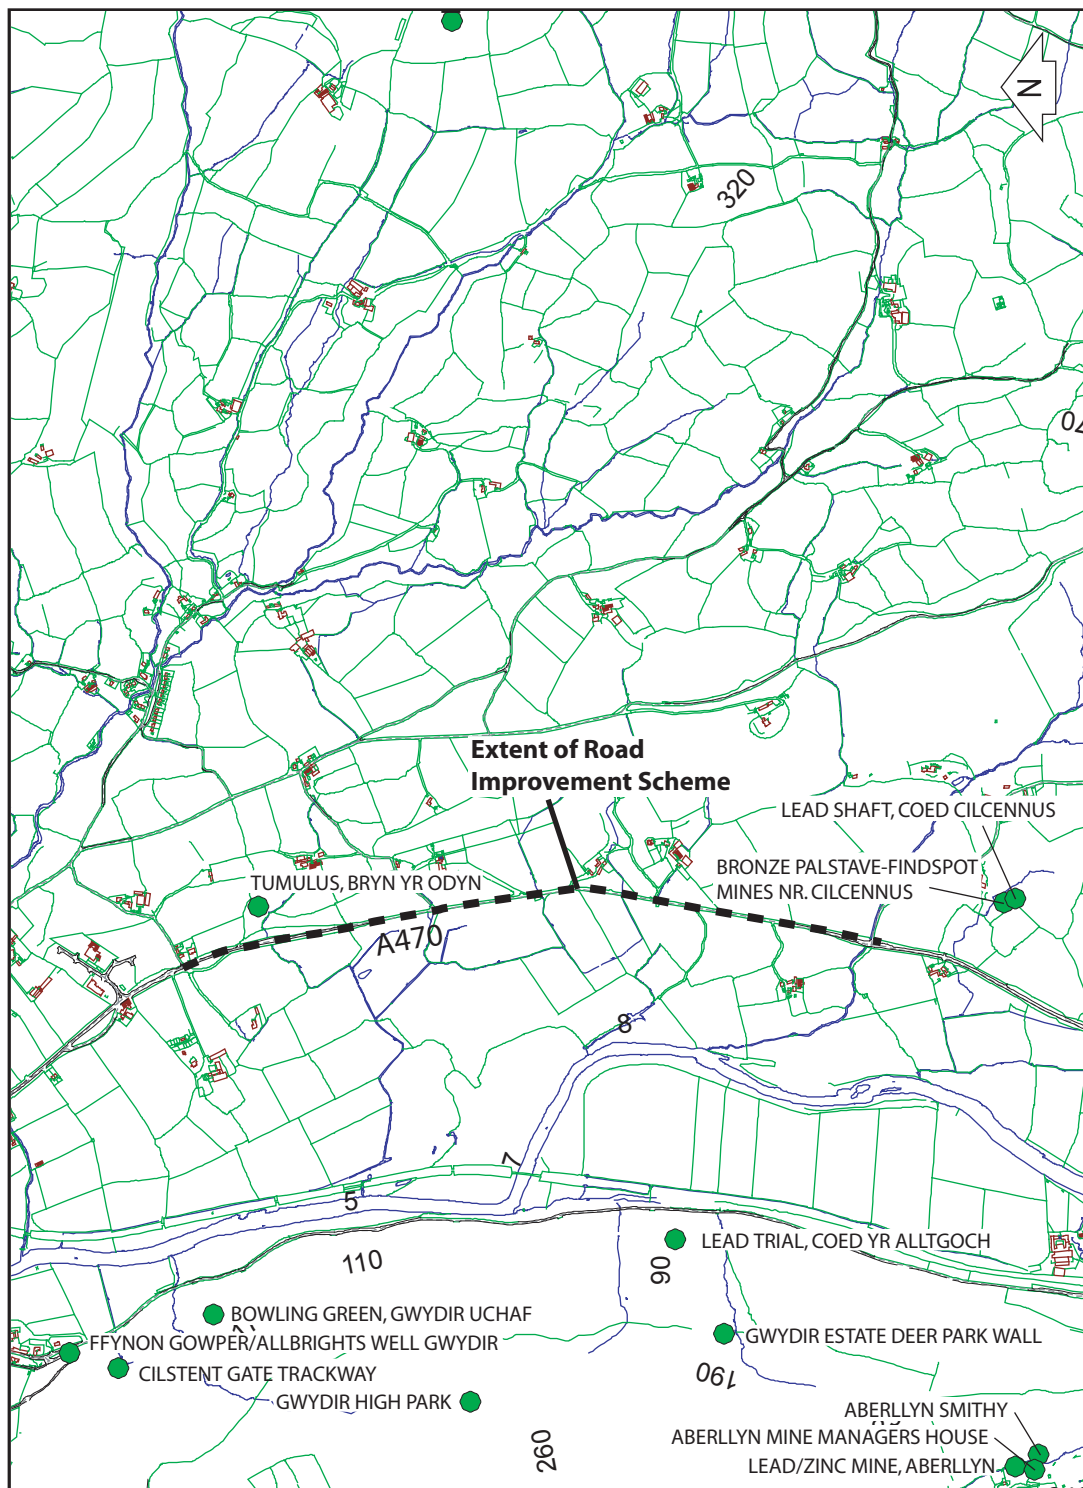 N
320
70
Extent of Road
Improvement Scheme
LEAD SHAFT, COED CILCENNUS
BRONZE PALSTAVE-FINDSPOT
MINES NR. CILCENNUS
TUMULUS, BRYN YR ODYN
A470
8
7
5
110
90
LEAD TRIAL, COED YR ALLTGOCH
BOWLING GREEN, GWYDIR UCHAF
FFYNON GOWPER/ALLBRIGHTS WELL GWYDIR
GWYDIR ESTATE DEER PARK WALL
CILSTENT GATE TRACKWAY
190
GWYDIR HIGH PARK
ABERLLYN SMITHY
ABERLLYN MINE MANAGERS HOUSE
260
LEAD/ZINC MINE, ABERLLYN